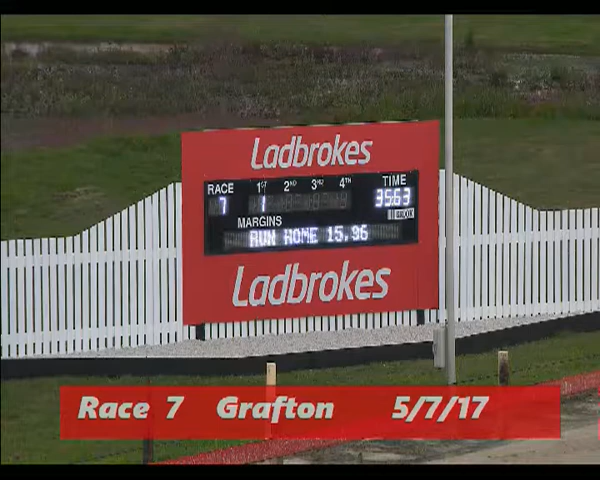 Ladbrokes
RACE 1ST 2ND 3RD 4TH TIME
7 1 35.63
MARGINS
RUN HOME 15.96
Ladbrokes
Race 7 Grafton 5/7/17